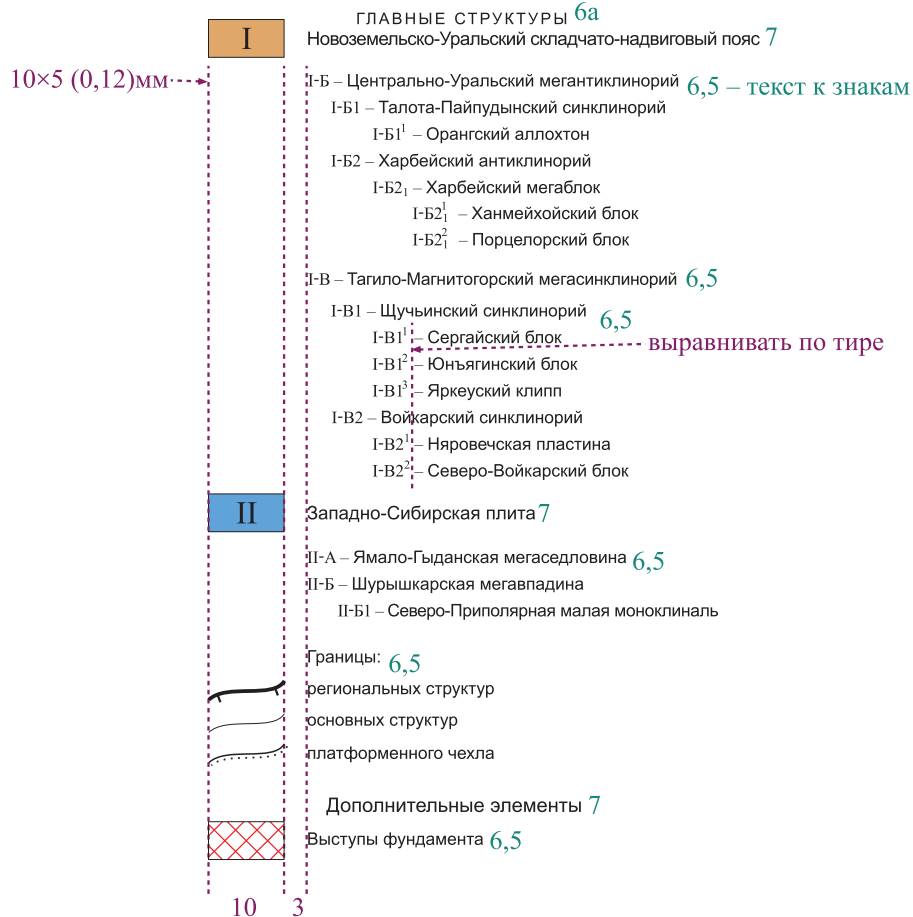 ГЛАВНЫЕ СТРУКТУРЫ 6а
I Новоземельско-Уральский складчато-надвиговый пояс 7
10×5 (0,12)мм
I-Б – Центрально-Уральский мегантиклинорий 6,5 – текст к знакам
I-Б1 – Талота-Пайпудынский синклинорий
I-Б1¹ – Орангский аллохтон
I-Б2 – Харбейский антиклинорий
I-Б2₁ – Харбейский мегаблок
I-Б2₁¹ – Ханмейхойский блок
I-Б2₁² – Порцелорский блок
I-В – Тагило-Магнитогорский мегасинклинорий 6,5
I-В1 – Щучьинский синклинорий 6,5
I-В1¹ – Сергайский блок
выравнивать по тире
I-В1² – Юнъягинский блок
I-В1³ – Яркеуский клипп
I-В2 – Войкарский синклинорий
I-В2¹ – Няровечская пластина
I-В2² – Северо-Войкарский блок
II Западно-Сибирская плита 7
II-А – Ямало-Гыданская мегаседловина 6,5
II-Б – Шурышкарская мегавпадина
II-Б1 – Северо-Приполярная малая моноклиналь
Границы: 6,5
региональных структур
основных структур
платформенного чехла
Дополнительные элементы 7
Выступы фундамента 6,5
10 3